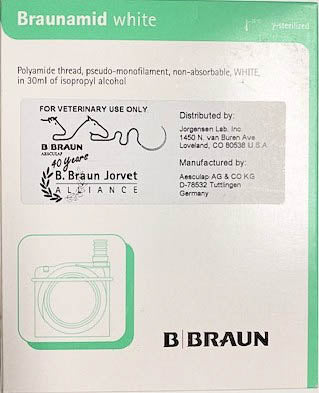 Braunamid white
γ-sterilized
Polyamide thread, pseudo-monofilament, non-absorbable, WHITE,
in 30ml of isopropyl alcohol
FOR VETERINARY USE ONLY
B BRAUN
AESCULAP
40 Years
B. Braun Jorvet
ALLIANCE
Distributed by:
Jorgensen Lab. Inc
1450 N. van Buren Ave
Loveland, CO 80538 U.S.A
Manufactured by:
Aesculap AG & CO KG
D-78532 Tuttlingen
Germany
B|BRAUN